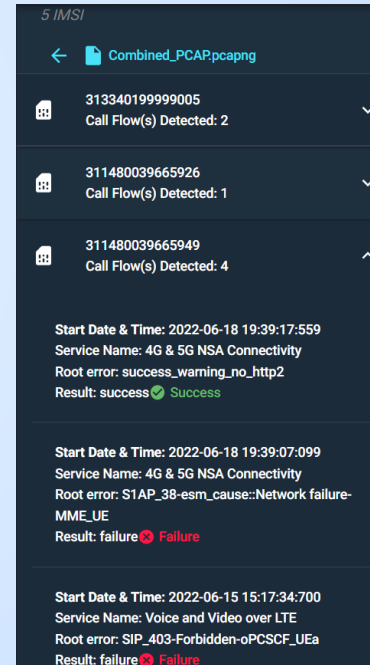 5 IMSI
Combined_PCAP.pcapng
313340199999005
Call Flow(s) Detected: 2
311480039665926
Call Flow(s) Detected: 1
311480039665949
Call Flow(s) Detected: 4
Start Date & Time: 2022-06-18 19:39:17:559
Service Name: 4G & 5G NSA Connectivity
Root error: success_warning_no_http2
Result: success Success
Start Date & Time: 2022-06-18 19:39:07:099
Service Name: 4G & 5G NSA Connectivity
Root error: S1AP_38-esm_cause::Network failure-
MME_UE
Result: failure Failure
Start Date & Time: 2022-06-15 15:17:34:700
Service Name: Voice and Video over LTE
Root error: SIP_403-Forbidden-oPCSCF_UEa
Result: failure Failure